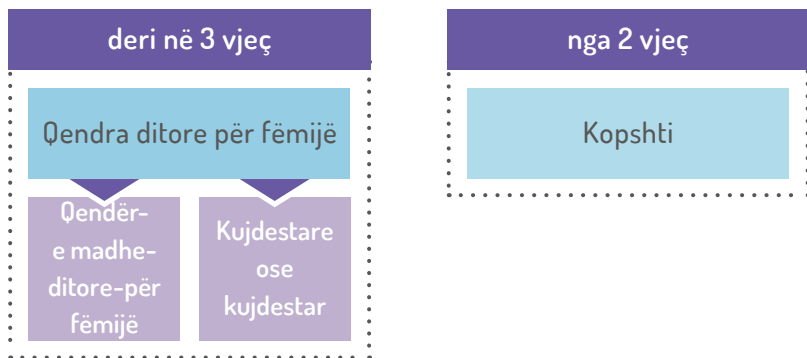 deri në 3 vjeç
Qendra ditore për fëmijë
Qendër-
e madhe-
ditore-për
fëmijë
Kujdestare
ose
kujdestar
nga 2 vjeç
Kopshti